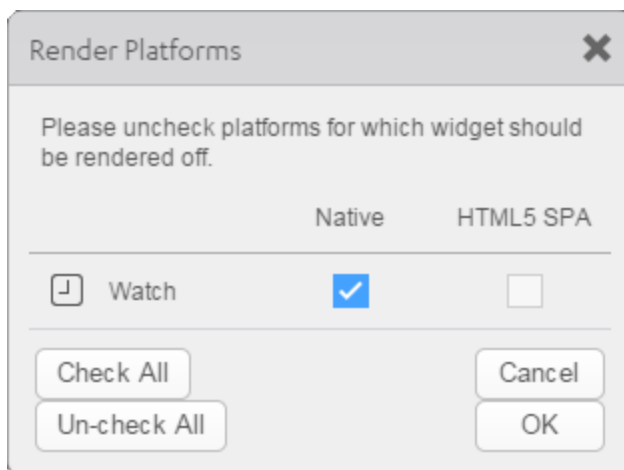 Render Platforms
Please uncheck platforms for which widget should
be rendered off.
Native HTML5 SPA
Watch
Check All Cancel
Un-check All OK